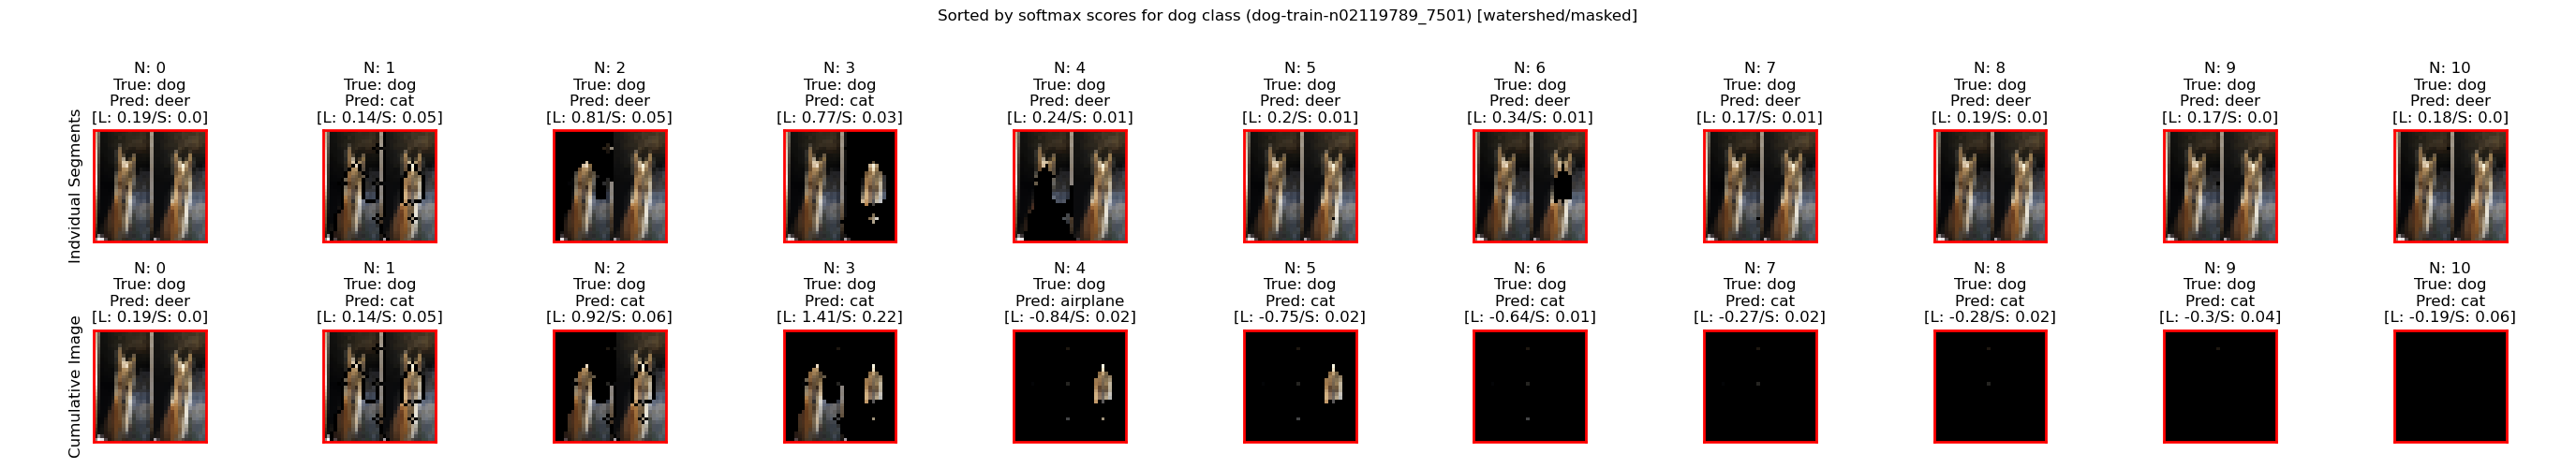 Sorted by softmax scores for dog class (dog-train-n02119789_7501) [watershed/masked]
Indvidual Segments
N: 0
True: dog
Pred: deer
[L: 0.19/S: 0.0]
N: 1
True: dog
Pred: cat
[L: 0.14/S: 0.05]
N: 2
True: dog
Pred: deer
[L: 0.81/S: 0.05]
N: 3
True: dog
Pred: cat
[L: 0.77/S: 0.03]
N: 4
True: dog
Pred: deer
[L: 0.24/S: 0.01]
N: 5
True: dog
Pred: deer
[L: 0.2/S: 0.01]
N: 6
True: dog
Pred: deer
[L: 0.34/S: 0.01]
N: 7
True: dog
Pred: deer
[L: 0.17/S: 0.01]
N: 8
True: dog
Pred: deer
[L: 0.19/S: 0.0]
N: 9
True: dog
Pred: deer
[L: 0.17/S: 0.0]
N: 10
True: dog
Pred: deer
[L: 0.18/S: 0.0]
Cumulative Image
N: 0
True: dog
Pred: deer
[L: 0.19/S: 0.0]
N: 1
True: dog
Pred: cat
[L: 0.14/S: 0.05]
N: 2
True: dog
Pred: cat
[L: 0.92/S: 0.06]
N: 3
True: dog
Pred: cat
[L: 1.41/S: 0.22]
N: 4
True: dog
Pred: airplane
[L: -0.84/S: 0.02]
N: 5
True: dog
Pred: cat
[L: -0.75/S: 0.02]
N: 6
True: dog
Pred: cat
[L: -0.64/S: 0.01]
N: 7
True: dog
Pred: cat
[L: -0.27/S: 0.02]
N: 8
True: dog
Pred: cat
[L: -0.28/S: 0.02]
N: 9
True: dog
Pred: cat
[L: -0.3/S: 0.04]
N: 10
True: dog
Pred: cat
[L: -0.19/S: 0.06]